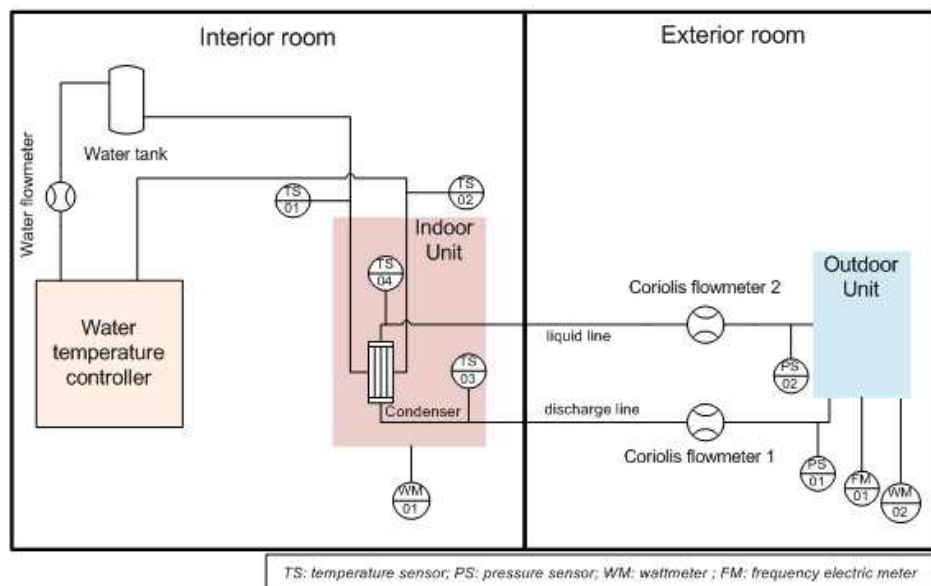 Interior room
Exterior room
Water flowmeter
Water tank
TS
01
TS
02
Indoor
Unit
TS
04
Coriolis flowmeter 2
Outdoor
Unit
Water
temperature
controller
liquid line
TS
03
PS
02
Condenser
discharge line
Coriolis flowmeter 1
PS
01
FM
01
WM
02
WM
01
TS: temperature sensor; PS: pressure sensor; WM: wattmeter ; FM: frequency electric meter